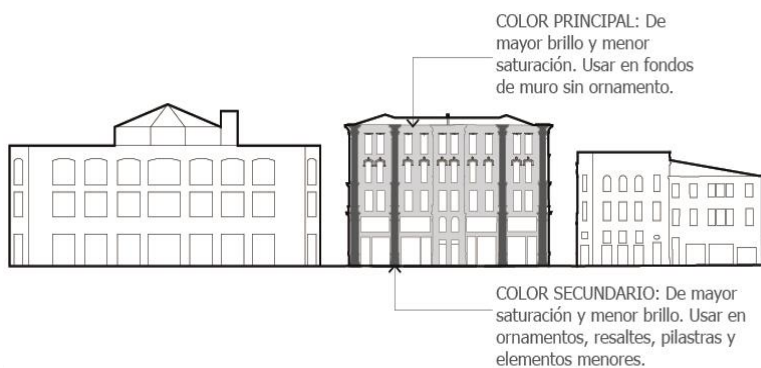 COLOR PRINCIPAL: De
mayor brillo y menor
saturación. Usar en fondos
de muro sin ornamento.
COLOR SECUNDARIO: De mayor
saturación y menor brillo. Usar en
ornamentos, resaltes, pilastras y
elementos menores.